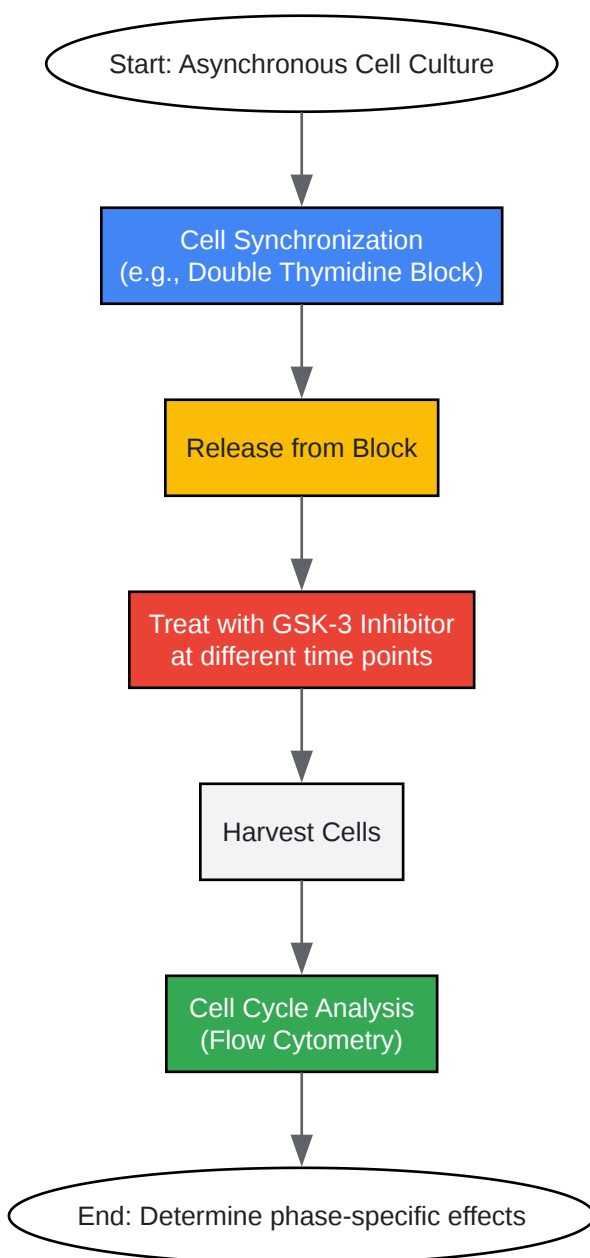 Start: Asynchronous Cell Culture
Cell Synchronization
(e.g., Double Thymidine Block)
Release from Block
Treat with GSK-3 Inhibitor
at different time points
Harvest Cells
Cell Cycle Analysis
(Flow Cytometry)
End: Determine phase-specific effects